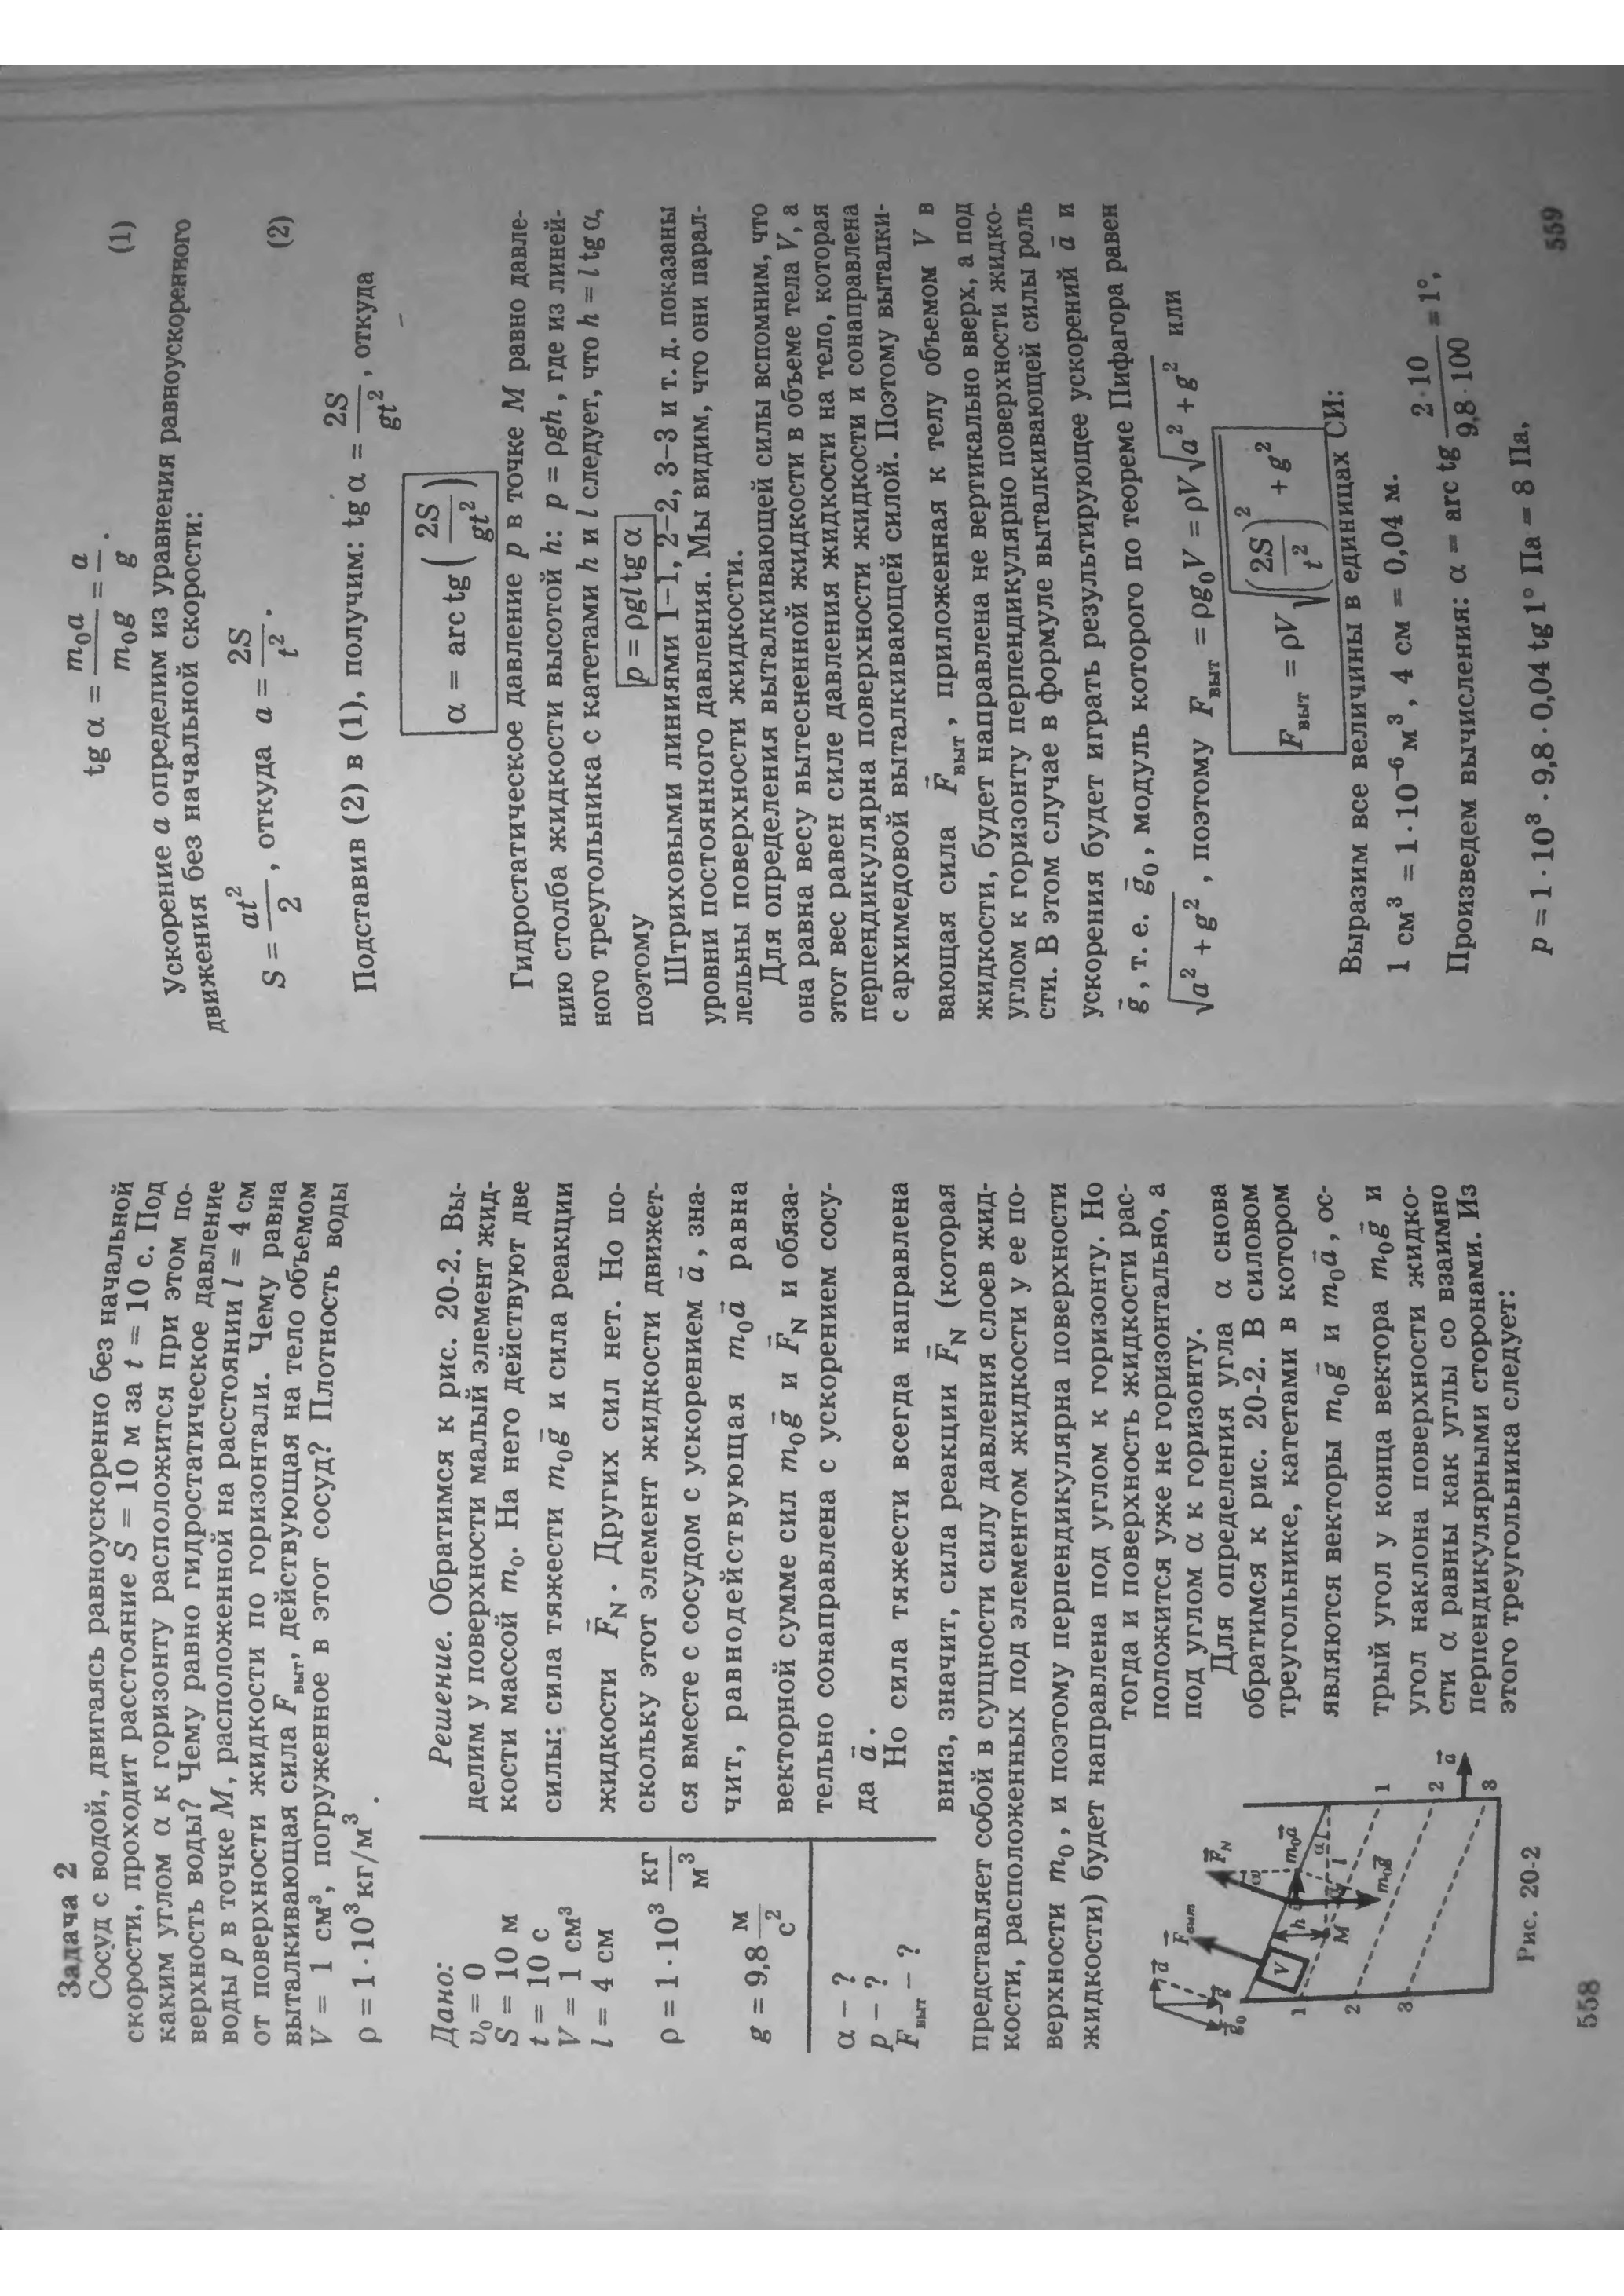 Задача 2
Сосуд с водой, двигаясь равноускоренно без начальной
скорости, проходит расстояние S = 10 м за t = 10 с. Под
каким углом α к горизонту расположится при этом по-
верхность воды? Чему равно гидростатическое давление
воды p в точке M, расположенной на расстоянии l = 4 см
от поверхности жидкости по горизонтали. Чему равна
выталкивающая сила F выт, действующая на тело объемом
V = 1 см³, погруженное в этот сосуд? Плотность воды
ρ = 1·10³ кг/м³.
Дано:
v₀ = 0
S = 10 м
t = 10 с
V = 1 см³
l = 4 см
ρ = 1·10³ кг/м³
g = 9,8 м/с²
α – ?
p – ?
F выт – ?
Решение. Обратимся к рис. 20-2. Вы-
делим у поверхности малый элемент жид-
кости массой m₀. На него действуют две
силы: сила тяжести m₀g⃗ и сила реакции
жидкости F⃗N. Других сил нет. Но по-
скольку этот элемент жидкости движет-
ся вместе с сосудом с ускорением a⃗, зна-
чит, равнодействующая m₀a⃗ равна
векторной сумме сил m₀g⃗ и F⃗N и обяза-
тельно сонаправлена с ускорением сосу-
да a⃗.
Но сила тяжести всегда направлена
вниз, значит, сила реакции F⃗N (которая
представляет собой в сущности силу давления слоев жид-
кости, расположенных под элементом жидкости у ее по-
верхности m₀, и поэтому перпендикулярна поверхности
жидкости) будет направлена под углом к горизонту. Но
тогда и поверхность жидкости рас-
положится уже не горизонтально, а
под углом α к горизонту.
Для определения угла α снова
обратимся к рис. 20-2. В силовом
треугольнике, катетами в котором
являются векторы m₀g⃗ и m₀a⃗, ос-
трый угол у конца вектора m₀g⃗ и
угол наклона поверхности жидко-
сти α равны как углы со взаимно
перпендикулярными сторонами. Из
этого треугольника следует:
a⃗
g⃗
g⃗₀
F⃗выт
F⃗N
V
α
h
m₀a⃗
M
α
l
α
m₀g⃗
a⃗
1
1
2
2
3
3
Рис. 20-2
558
tg α = m₀a/m₀g = a/g. (1)
Ускорение a определим из уравнения равноускоренного
движения без начальной скорости:
S = at²/2, откуда a = 2S/t². (2)
Подставив (2) в (1), получим: tg α = 2S/gt², откуда
α = arc tg (2S/gt²)
Гидростатическое давление p в точке M равно давле-
нию столба жидкости высотой h: p = ρgh, где из линей-
ного треугольника с катетами h и l следует, что h = l tg α,
поэтому
p = ρgl tg α
Штриховыми линиями 1–1, 2–2, 3–3 и т. д. показаны
уровни постоянного давления. Мы видим, что они парал-
лельны поверхности жидкости.
Для определения выталкивающей силы вспомним, что
она равна весу вытесненной жидкости в объеме тела V, а
этот вес равен силе давления жидкости на тело, которая
перпендикулярна поверхности жидкости и сонаправлена
с архимедовой выталкивающей силой. Поэтому выталки-
вающая сила F⃗выт, приложенная к телу объемом V в
жидкости, будет направлена не вертикально вверх, а под
углом к горизонту перпендикулярно поверхности жидко-
сти. В этом случае в формуле выталкивающей силы роль
ускорения будет играть результирующее ускорений a⃗ и
g⃗, т. е. g⃗₀, модуль которого по теореме Пифагора равен
√(a² + g²), поэтому F выт = ρg₀V = ρV√(a² + g²) или
F выт = ρV√((2S/t²)² + g²)
Выразим все величины в единицах СИ:
1 см³ = 1·10⁻⁶ м³, 4 см = 0,04 м.
Произведем вычисления: α = arc tg 2·10/9,8·100 = 1°,
p = 1·10³·9,8·0,04 tg 1° Па = 8 Па,
559